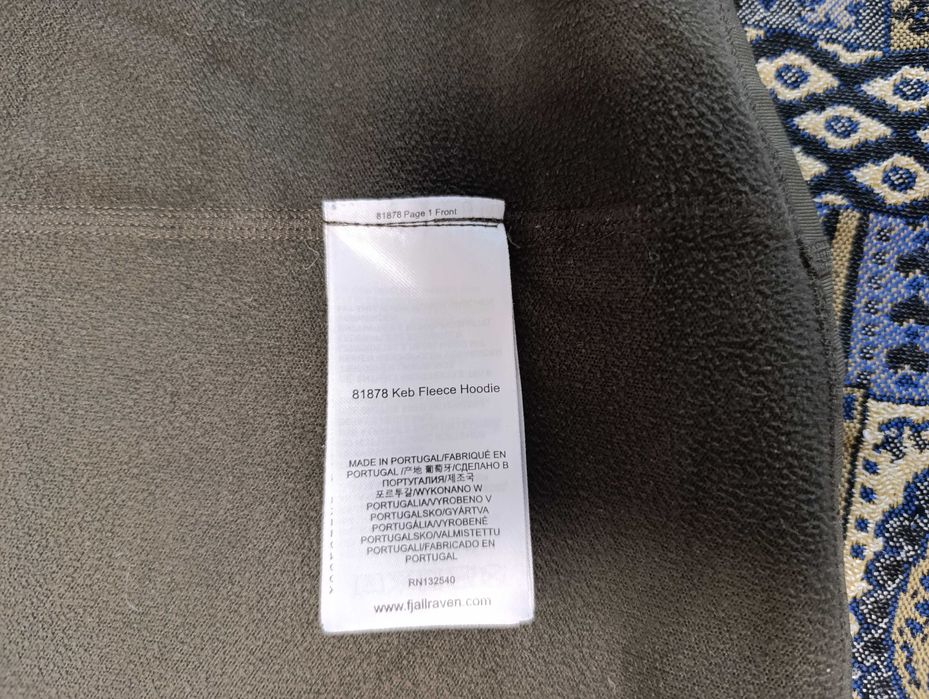 81878 Page 1 Front
81878 Keb Fleece Hoodie
MADE IN PORTUGAL/FABRIQUÉ EN
PORTUGAL /产地 葡萄牙/СДЕЛАНО В
ПОРТУГАЛИЯ/제조국
포르투갈/WYKONANO W
PORTUGALIA/VYROBENO V
PORTUGALSKO/GYÁRTVA
PORTUGÁLIA/VYROBENÉ
PORTUGALSKO/VALMISTETTU
PORTUGALI/FABRICADO EN
PORTUGAL
RN132540
www.fjallraven.com